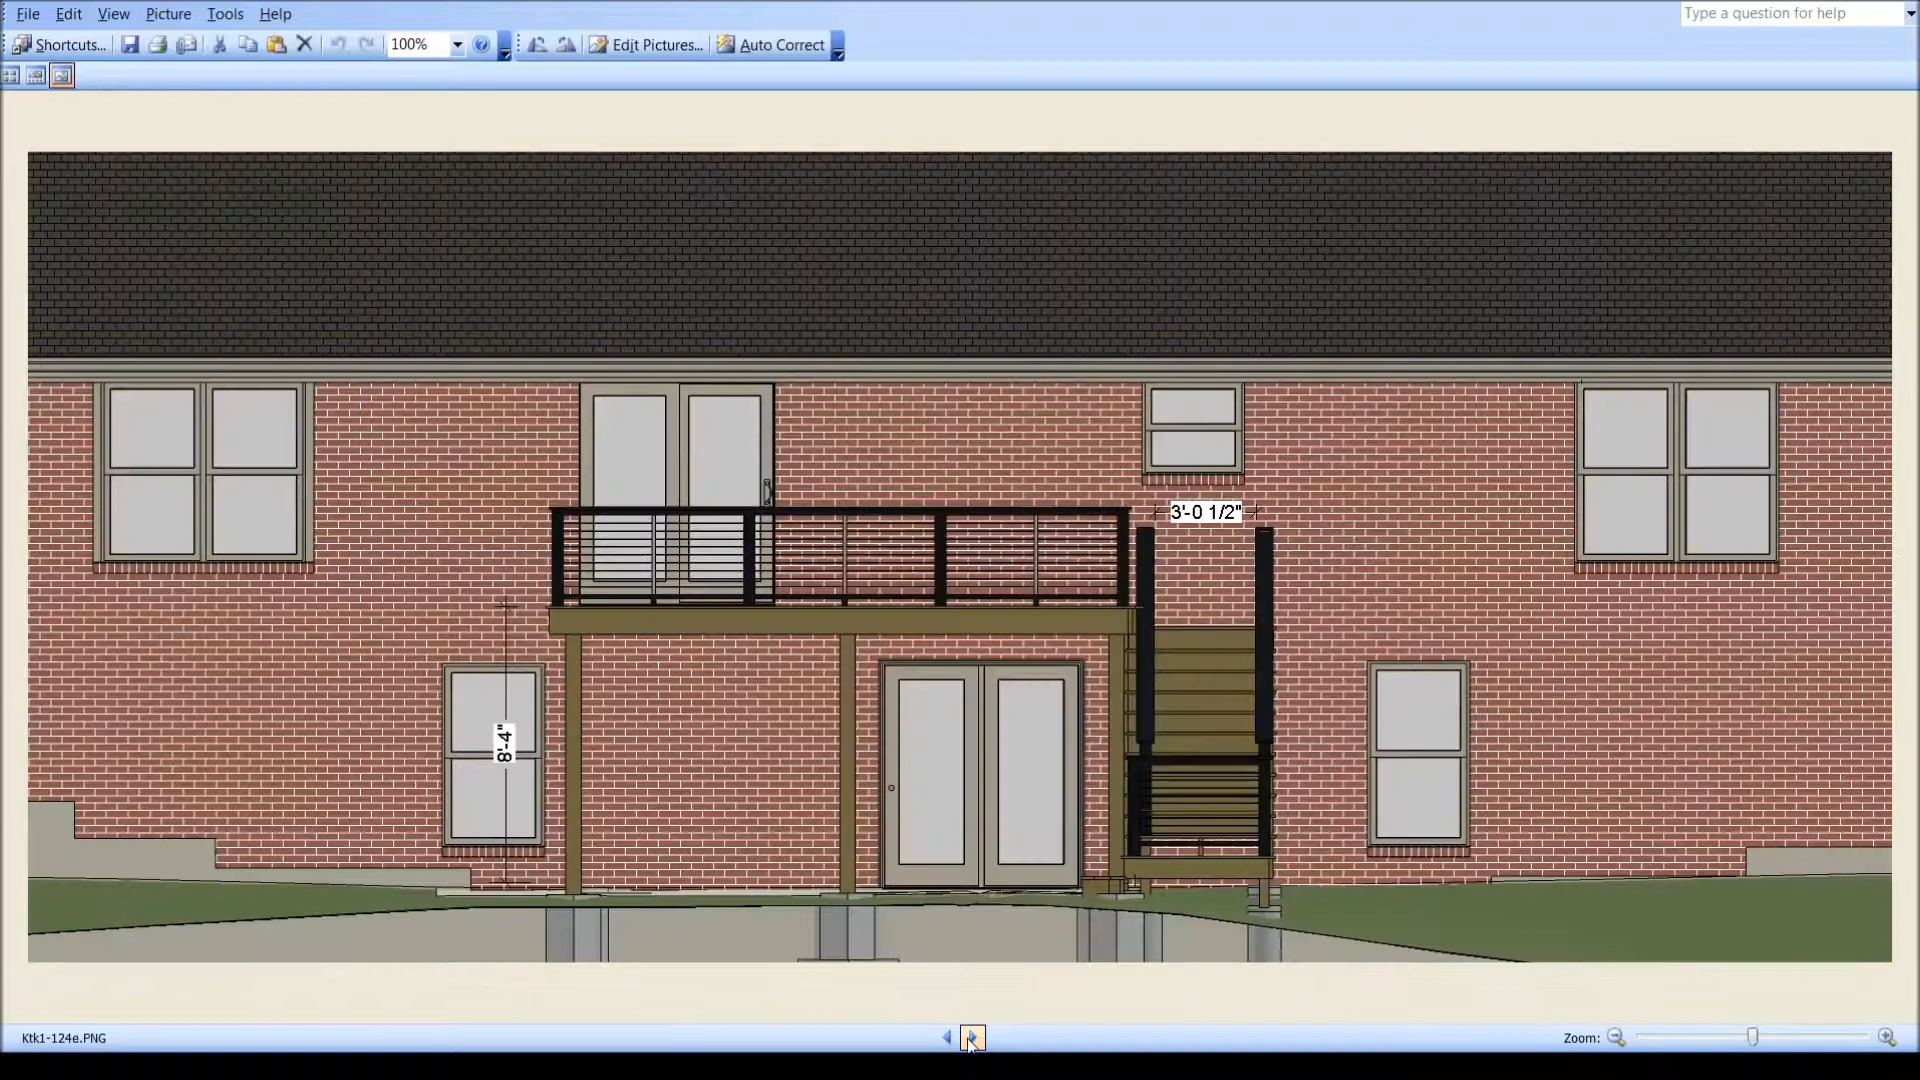 File Edit View Picture Tools Help
Type a question for help
Shortcuts...
100%
Edit Pictures...
Auto Correct
3'-0 1/2"
8'-4"
Ktk1-124e.PNG
Zoom: